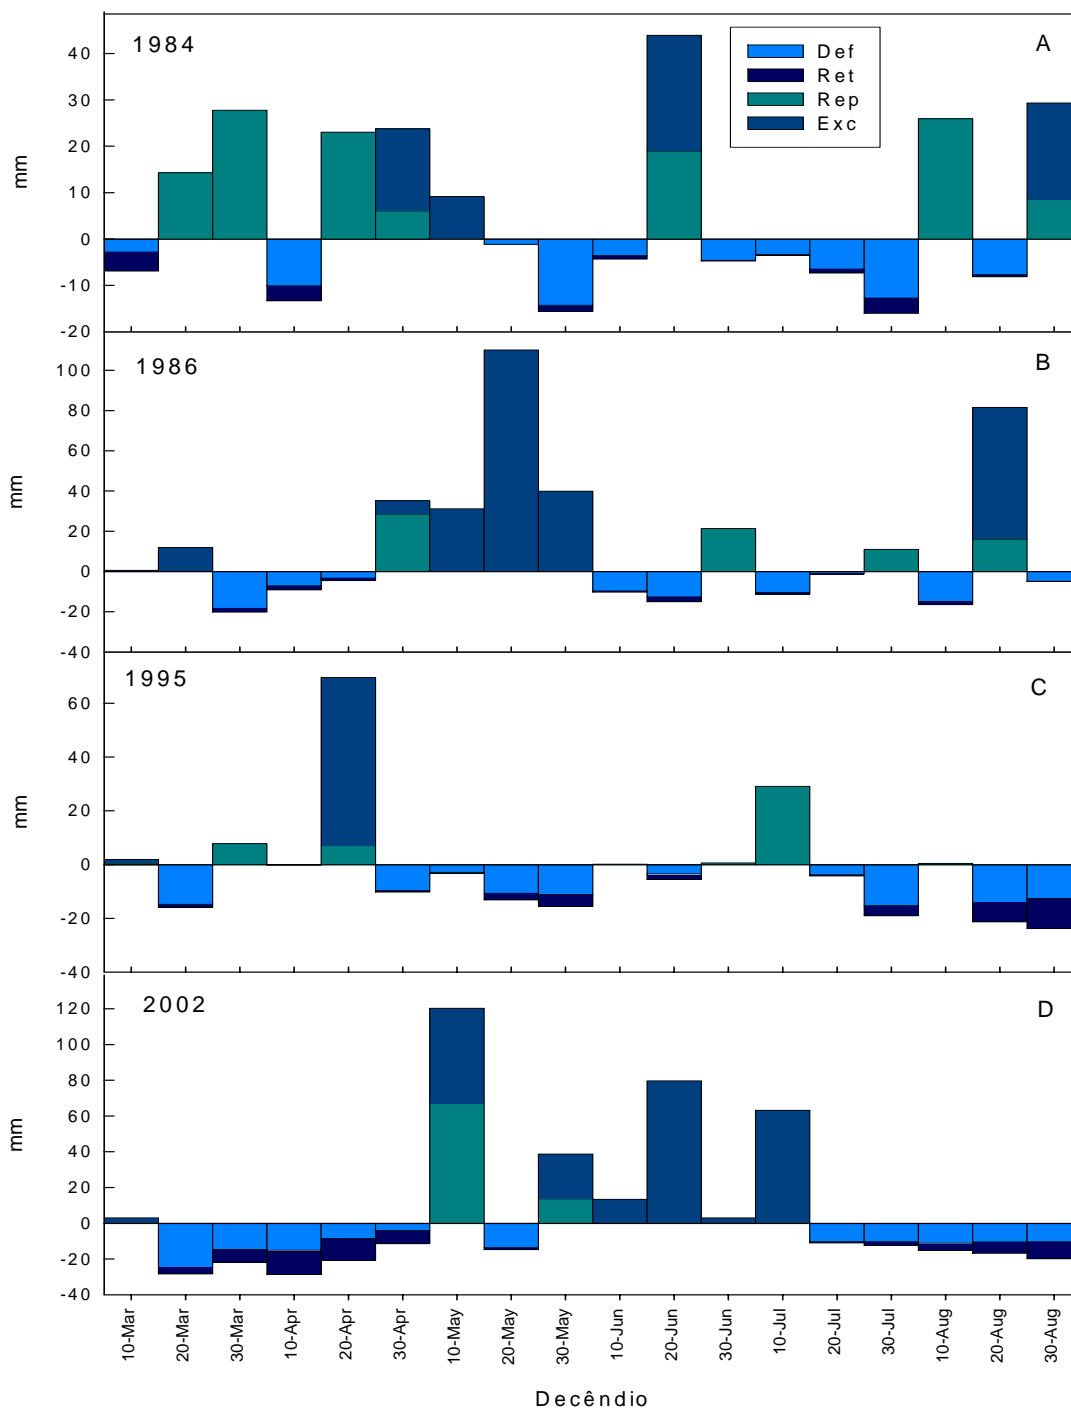 1984
A
Def
Ret
Rep
Exc
40
30
20
10
0
-10
-20
mm
1986
B
100
80
60
40
20
0
-20
-40
mm
1995
C
60
40
20
0
-20
-40
mm
2002
D
120
100
80
60
40
20
0
-20
-40
mm
10-Mar
20-Mar
30-Mar
10-Apr
20-Apr
30-Apr
10-May
20-May
30-May
10-Jun
20-Jun
30-Jun
10-Jul
20-Jul
30-Jul
10-Aug
20-Aug
30-Aug
Decêndio